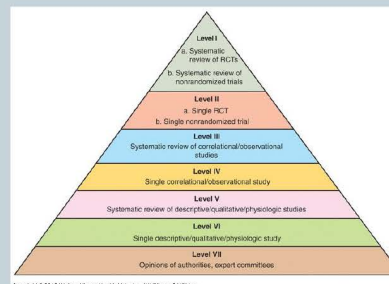 Level I
a. Systematic
review of RCTs
b. Systematic review of
nonrandomized trials
Level II
a. Single RCT
b. Single nonrandomized trial
Level III
Systematic review of correlational/observational
studies
Level IV
Single correlational/observational study
Level V
Systematic review of descriptive/qualitative/physiologic studies
Level VI
Single descriptive/qualitative/physiologic study
Level VII
Opinions of authorities, expert committees